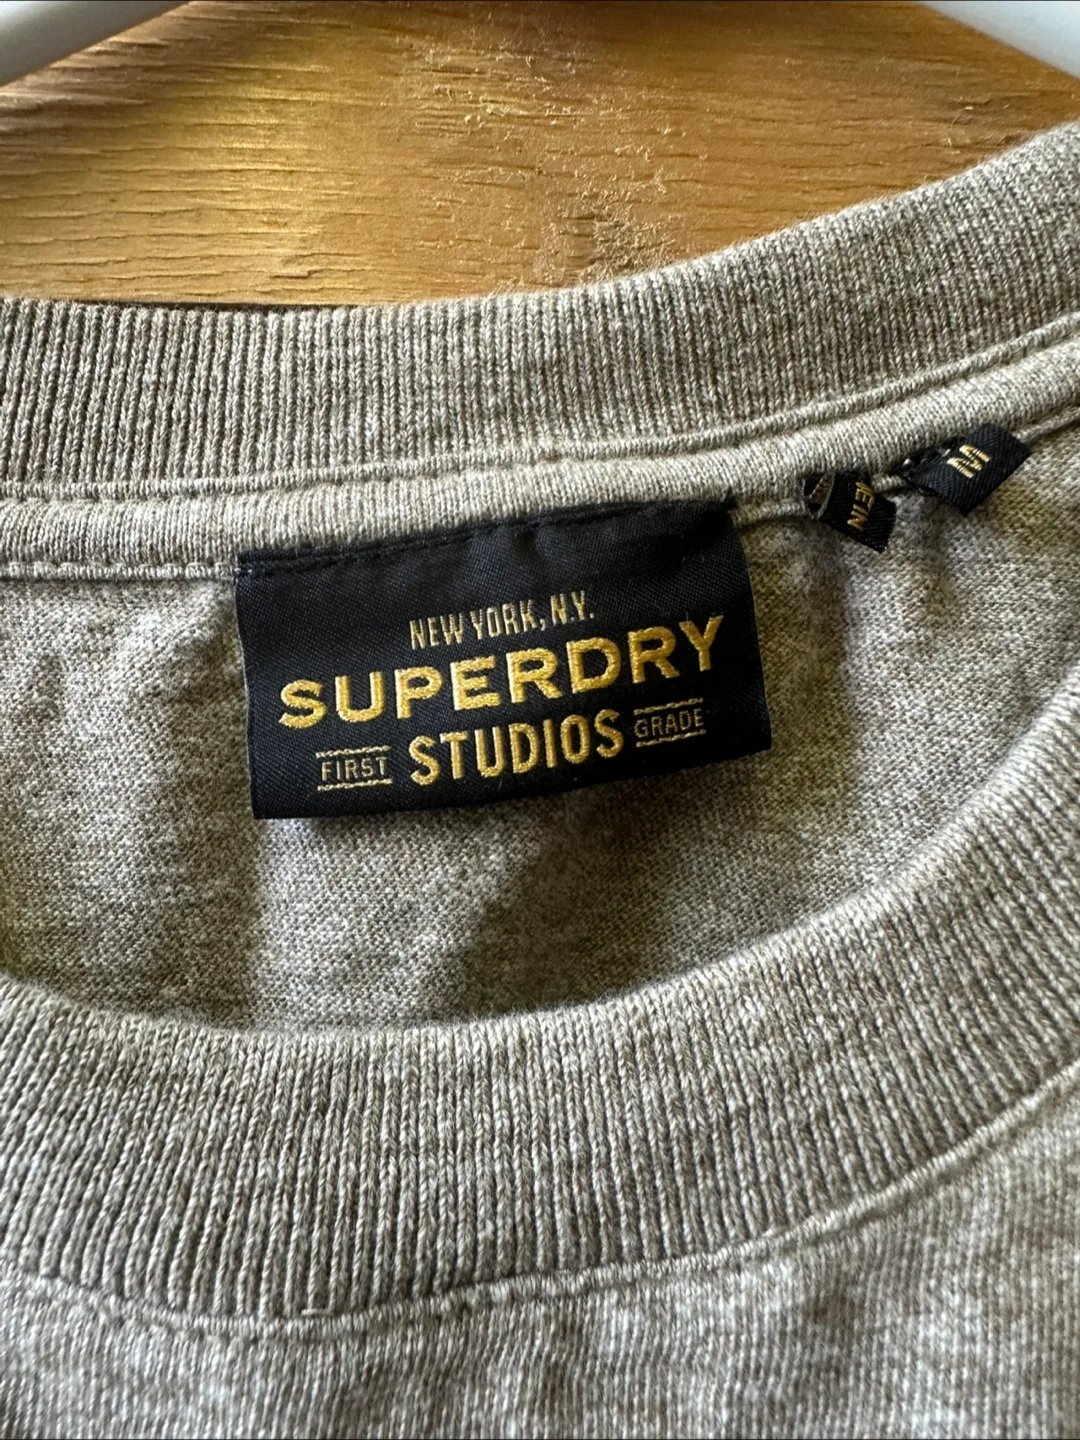 NEW YORK, N.Y.
SUPERDRY
FIRST STUDIOS GRADE
M